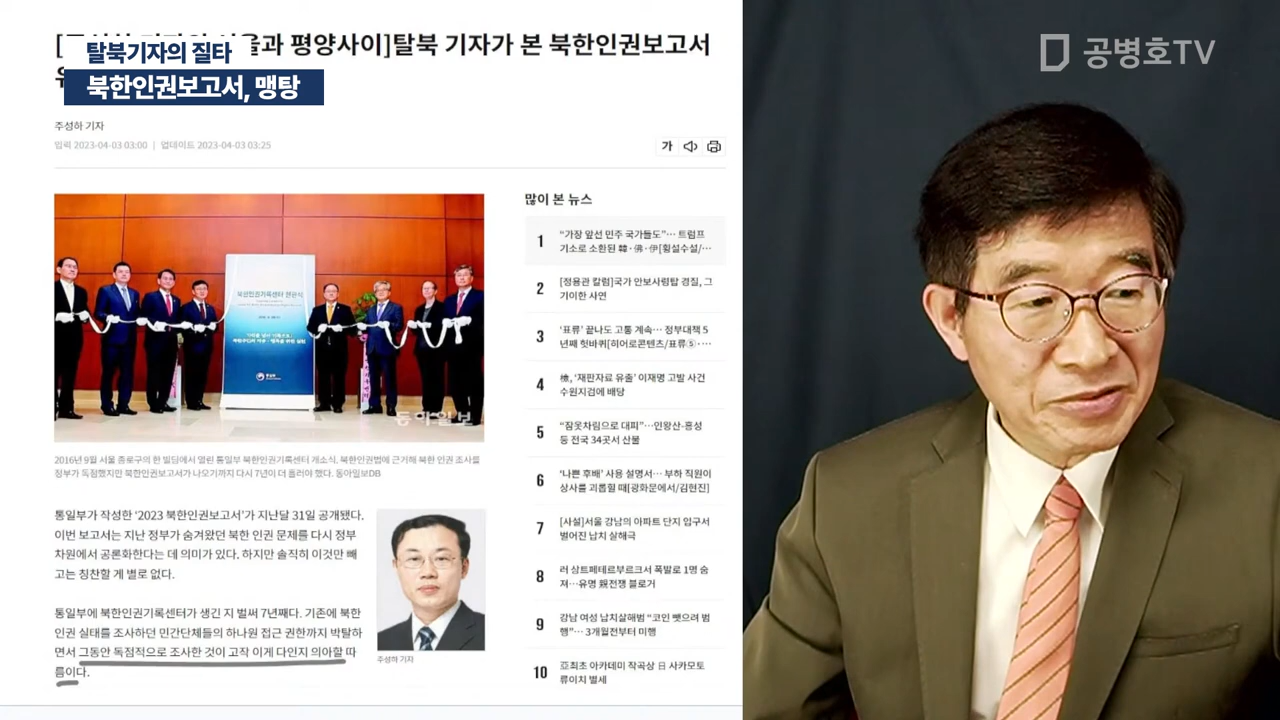 과 평양사이]탈북 기자가 본 북한인권보고서
탈북기자의 질타
북한인권보고서, 맹탕
공병호TV
주성하 기자
입력 2023-04-03 03:00 | 업데이트 2023-04-03 03:25
가
북한인권기록센터 현판식
동아일보
2016년 9월 서울 종로구의 한 빌딩에서 열린 통일부 북한인권기록센터 개소식. 북한인권법에 근거해 북한 인권 조사를
정부가 독점했지만 북한인권보고서가 나오기까지 다시 7년이 더 흘러야 했다. 동아일보DB
통일부가 작성한 ‘2023 북한인권보고서’가 지난달 31일 공개됐다.
이번 보고서는 지난 정부가 숨겨왔던 북한 인권 문제를 다시 정부
차원에서 공론화한다는 데 의미가 있다. 하지만 솔직히 이것만 빼
고는 칭찬할 게 별로 없다.
통일부에 북한인권기록센터가 생긴 지 벌써 7년째다. 기존에 북한
인권 실태를 조사하던 민간단체들의 하나원 접근 권한까지 박탈하
면서 그동안 독점적으로 조사한 것이 고작 이게 다인지 의아할 따
름이다.
주성하 기자
많이 본 뉴스
1 “가장 앞선 민주 국가들도”… 트럼프
기소로 소환된 韓·佛·伊[횡설수설/…
2 [정용관 칼럼]국가 안보사령탑 경질, 그
기이한 사연
3 ‘표류’ 끝나도 고통 계속… 정부대책 5
년째 헛바퀴[히어로콘텐츠/표류⑤·…
4 檢, ‘재판자료 유출’ 이재명 고발 사건
수원지검에 배당
5 “잠옷차림으로 대피”…인왕산-홍성
등 전국 34곳서 산불
6 ‘나쁜 후배’ 사용 설명서… 부하 직원이
상사를 괴롭힐 때[광화문에서/김현진]
7 [사설]서울 강남의 아파트 단지 입구서
벌어진 납치 살해극
8 러 상트페테르부르크서 폭발로 1명 숨
져…유명 親전쟁 블로거
9 강남 여성 납치살해범 “코인 뺏으려 범
행”… 3개월전부터 미행
10 亞최초 아카데미 작곡상 日 사카모토
류이치 별세